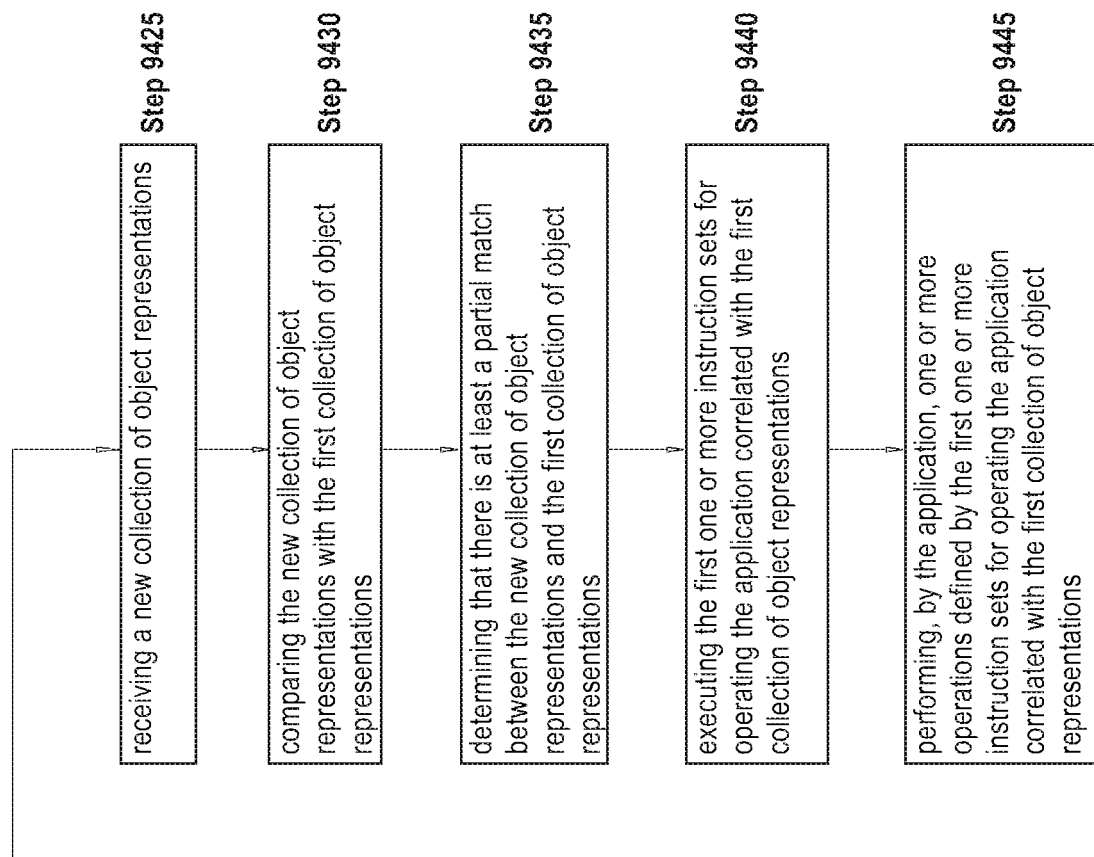 receiving a new collection of object representations
Step 9425
comparing the new collection of object
representations with the first collection of object
representations
Step 9430
determining that there is at least a partial match
between the new collection of object
representations and the first collection of object
representations
Step 9435
executing the first one or more instruction sets for
operating the application correlated with the first
collection of object representations
Step 9440
performing, by the application, one or more
operations defined by the first one or more
instruction sets for operating the application
correlated with the first collection of object
representations
Step 9445